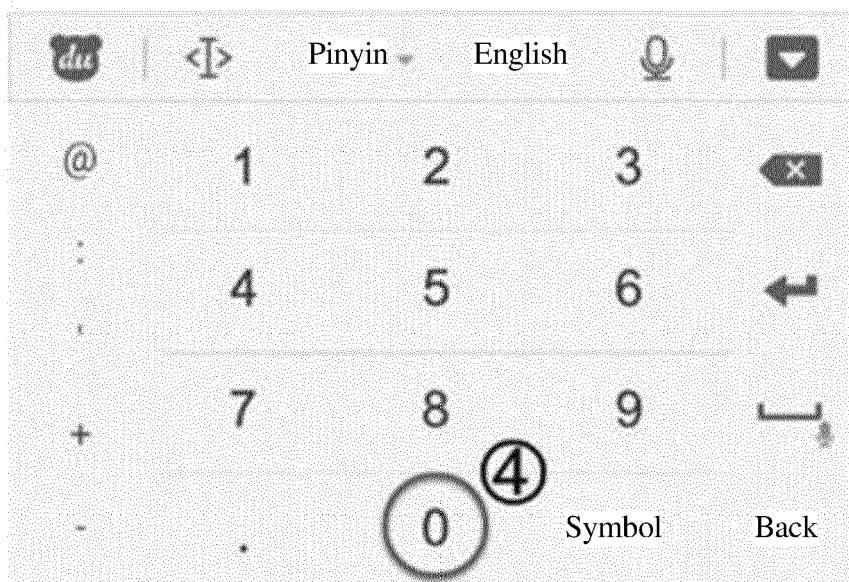 du Pinyin English
@ 1 2 3
:
4 5 6
,
7 8 9
+
④
- . 0 Symbol Back